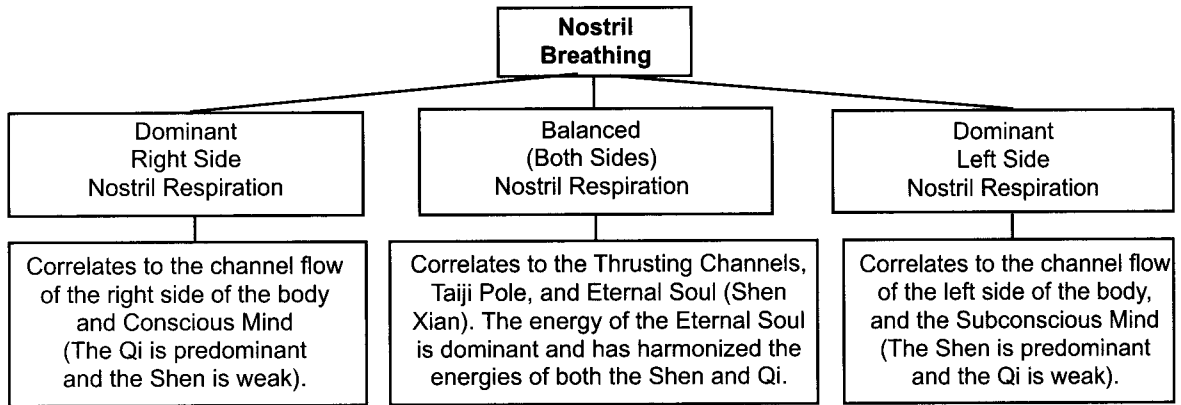 Nostril
Breathing
Dominant
Right Side
Nostril Respiration
Balanced
(Both Sides)
Nostril Respiration
Dominant
Left Side
Nostril Respiration
Correlates to the channel flow
of the right side of the body
and Conscious Mind
(The Qi is predominant
and the Shen is weak).
Correlates to the Thrusting Channels,
Taiji Pole, and Eternal Soul (Shen
Xian). The energy of the Eternal Soul
is dominant and has harmonized the
energies of both the Shen and Qi.
Correlates to the channel flow
of the left side of the body,
and the Subconscious Mind
(The Shen is predominant
and the Qi is weak).